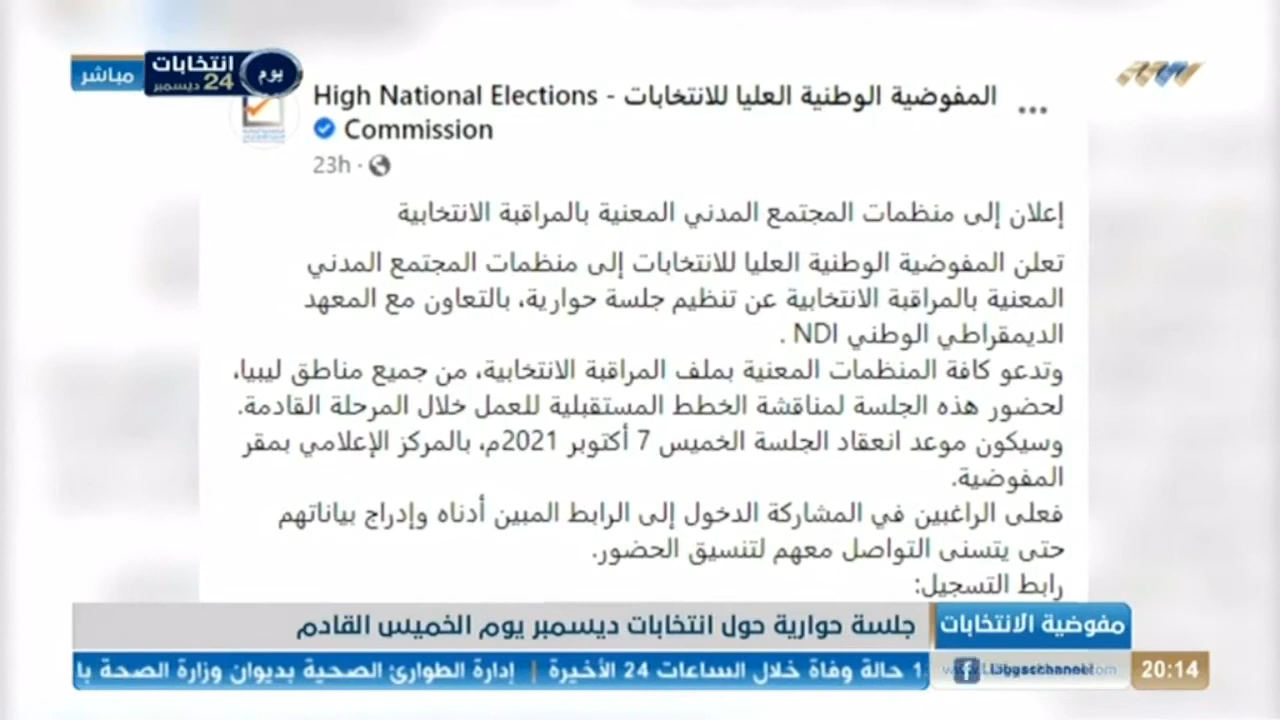 مباشر
انتخابات
24 ديسمبر
يوم
المفوضية الوطنية العليا للانتخابات - High National Elections
Commission
23h ·
إعلان إلى منظمات المجتمع المدني المعنية بالمراقبة الانتخابية
تعلن المفوضية الوطنية العليا للانتخابات إلى منظمات المجتمع المدني
المعنية بالمراقبة الانتخابية عن تنظيم جلسة حوارية، بالتعاون مع المعهد
الديمقراطي الوطني NDI .
وتدعو كافة المنظمات المعنية بملف المراقبة الانتخابية، من جميع مناطق ليبيا،
لحضور هذه الجلسة لمناقشة الخطط المستقبلية للعمل خلال المرحلة القادمة.
وسيكون موعد انعقاد الجلسة الخميس 7 أكتوبر 2021م، بالمركز الإعلامي بمقر
المفوضية.
فعلى الراغبين في المشاركة الدخول إلى الرابط المبين أدناه وإدراج بياناتهم
حتى يتسنى التواصل معهم لتنسيق الحضور.
رابط التسجيل:
مفوضية الانتخابات
جلسة حوارية حول انتخابات ديسمبر يوم الخميس القادم
حالة وفاة خلال الساعات 24 الأخيرة | إدارة الطوارئ الصحية بديوان وزارة الصحة
20:14